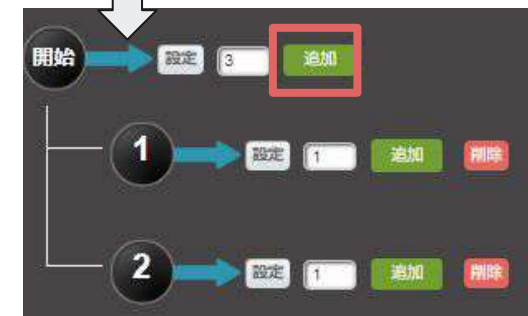 開始 設定 3 追加
1 設定 1 追加 削除
2 設定 1 追加 削除